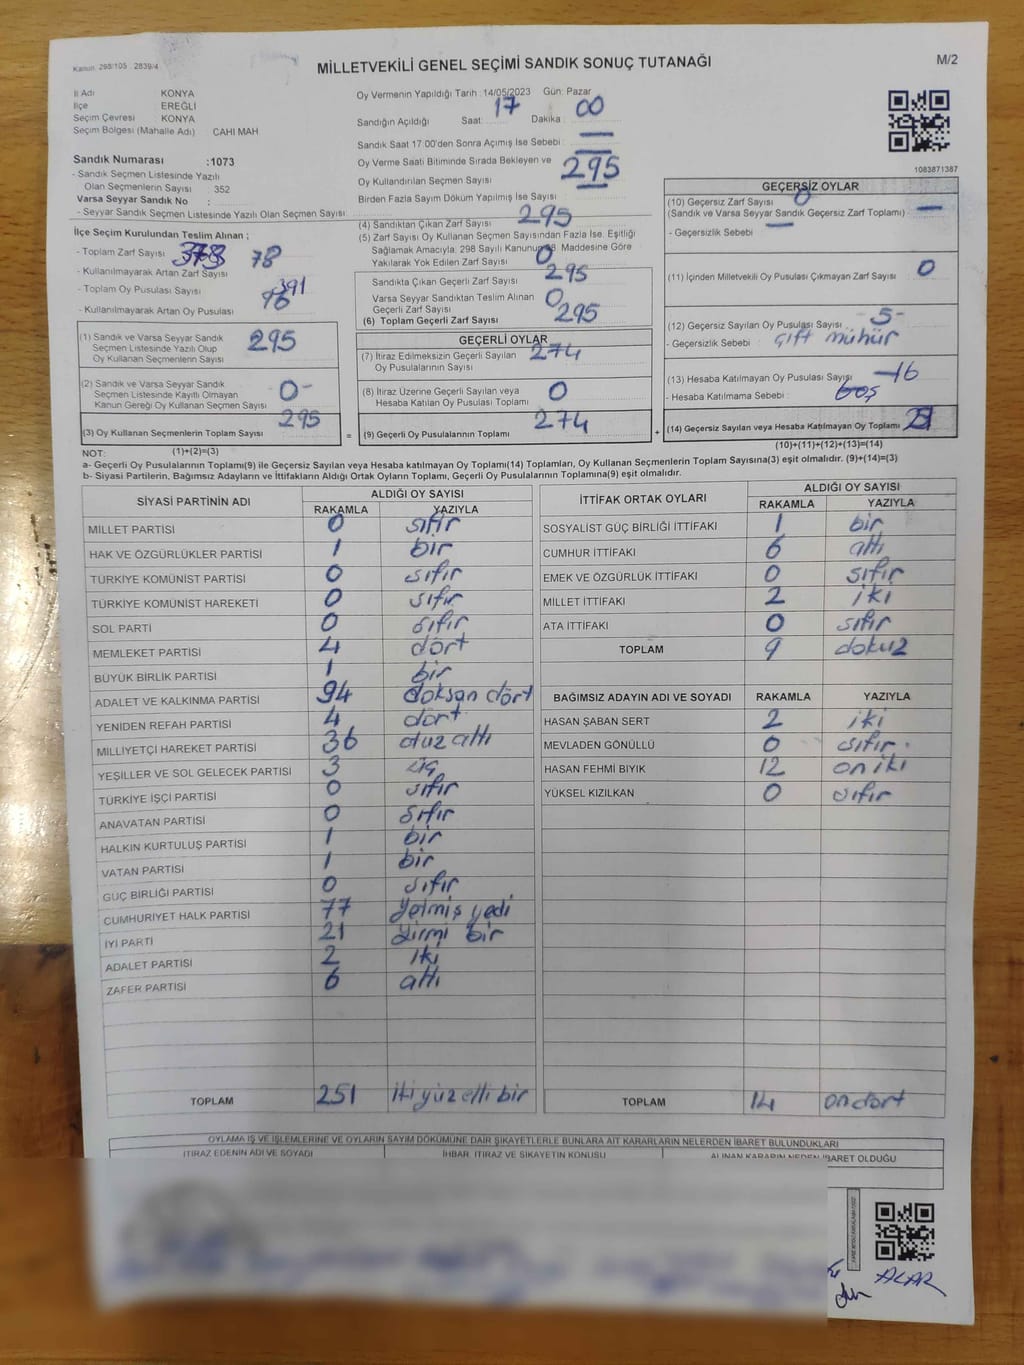 Kanun: 298/105 2839/4
MİLLETVEKİLİ GENEL SEÇİMİ SANDIK SONUÇ TUTANAĞI
M/2
İl Adı KONYA
İlçe EREĞLİ
Seçim Çevresi KONYA
Seçim Bölgesi (Mahalle Adı) CAHI MAH
Sandık Numarası :1073
- Sandık Seçmen Listesinde Yazılı
Olan Seçmenlerin Sayısı 352
Varsa Seyyar Sandık No :
- Seyyar Sandık Seçmen Listesinde Yazılı Olan Seçmen Sayısı
İlçe Seçim Kurulundan Teslim Alınan ;
- Toplam Zarf Sayısı
- Kullanılmayarak Artan Zarf Sayısı 78
- Toplam Oy Pusulası Sayısı 391
- Kullanılmayarak Artan Oy Pusulası 96
Oy Vermenin Yapıldığı Tarih : 14/05/2023 Gün: Pazar
Sandığın Açıldığı Saat: 17 Dakika : 00
Sandık Saat 17.00'den Sonra Açımış İse Sebebi : —
Oy Verme Saati Bitiminde Sırada Bekleyen ve
Oy Kullandırılan Seçmen Sayısı 295
Birden Fazla Sayım Döküm Yapılmış İse Sayısı : —
(4) Sandıktan Çıkan Zarf Sayısı : 295
(5) Zarf Sayısı Oy Kullanan Seçmen Sayısından Fazla İse, Eşitliği
Sağlamak Amacıyla; 298 Sayılı Kanunun 98. Maddesine Göre
Yakılarak Yok Edilen Zarf Sayısı : 0
Sandıkta Çıkan Geçerli Zarf Sayısı : 295
Varsa Seyyar Sandıktan Teslim Alınan
Geçerli Zarf Sayısı 0
(6) Toplam Geçerli Zarf Sayısı 295
1083871387
GEÇERSİZ OYLAR
(10) Geçersiz Zarf Sayısı 0
(Sandık ve Varsa Seyyar Sandık Geçersiz Zarf Toplamı) —
- Geçersizlik Sebebi : —
(11) İçinden Milletvekili Oy Pusulası Çıkmayan Zarf Sayısı : 0
(12) Geçersiz Sayılan Oy Pusulası Sayısı : 5-
- Geçersizlik Sebebi : çift mühür
(13) Hesaba Katılmayan Oy Pusulası Sayısı —16
- Hesaba Katılmama Sebebi : boş
(14) Geçersiz Sayılan veya Hesaba Katılmayan Oy Toplamı 21
(10)+(11)+(12)+(13)=(14)
(1) Sandık ve Varsa Seyyar Sandık
Seçmen Listesinde Yazılı Olup
Oy Kullanan Seçmenlerin Sayısı 295
(2) Sandık ve Varsa Seyyar Sandık
Seçmen Listesinde Kayıtlı Olmayan
Kanun Gereği Oy Kullanan Seçmen Sayısı 0-
(3) Oy Kullanan Seçmenlerin Toplam Sayısı 295
(1)+(2)=(3)
=
GEÇERLİ OYLAR
(7) İtiraz Edilmeksizin Geçerli Sayılan
Oy Pusulalarının Sayısı 274
(8) İtiraz Üzerine Geçerli Sayılan veya
Hesaba Katılan Oy Pusulası Toplamı 0
(9) Geçerli Oy Pusulalarının Toplamı 274
+
NOT:
a- Geçerli Oy Pusulalarının Toplamı(9) ile Geçersiz Sayılan veya Hesaba katılmayan Oy Toplamı(14) Toplamları, Oy Kullanan Seçmenlerin Toplam Sayısına(3) eşit olmalıdır. (9)+(14)=(3)
b- Siyasi Partilerin, Bağımsız Adayların ve İttifakların Aldığı Ortak Oyların Toplamı, Geçerli Oy Pusulalarının Toplamına(9) eşit olmalıdır.
SİYASİ PARTİNİN ADI ALDIĞI OY SAYISI
RAKAMLA YAZIYLA
MİLLET PARTİSİ 0 sıfır
HAK VE ÖZGÜRLÜKLER PARTİSİ 1 bir
TÜRKİYE KOMÜNİST PARTİSİ 0 sıfır
TÜRKİYE KOMÜNİST HAREKETİ 0 sıfır
SOL PARTİ 0 sıfır
MEMLEKET PARTİSİ 4 dört
BÜYÜK BİRLİK PARTİSİ 1 bir
ADALET VE KALKINMA PARTİSİ 94 doksan dört
YENİDEN REFAH PARTİSİ 4 dört
MİLLİYETÇİ HAREKET PARTİSİ 36 otuz altı
YEŞİLLER VE SOL GELECEK PARTİSİ 3 üç
TÜRKİYE İŞÇİ PARTİSİ 0 sıfır
ANAVATAN PARTİSİ 0 sıfır
HALKIN KURTULUŞ PARTİSİ 1 bir
VATAN PARTİSİ 1 bir
GÜÇ BİRLİĞİ PARTİSİ 0 sıfır
CUMHURİYET HALK PARTİSİ 77 yetmiş yedi
İYİ PARTİ 21 yirmi bir
ADALET PARTİSİ 2 iki
ZAFER PARTİSİ 6 altı
TOPLAM 251 iki yüz elli bir
İTTİFAK ORTAK OYLARI ALDIĞI OY SAYISI
RAKAMLA YAZIYLA
SOSYALİST GÜÇ BİRLİĞİ İTTİFAKI 1 bir
CUMHUR İTTİFAKI 6 altı
EMEK VE ÖZGÜRLÜK İTTİFAKI 0 sıfır
MİLLET İTTİFAKI 2 iki
ATA İTTİFAKI 0 sıfır
TOPLAM 9 dokuz
BAĞIMSIZ ADAYIN ADI VE SOYADI RAKAMLA YAZIYLA
HASAN ŞABAN SERT 2 iki
MEVLADEN GÖNÜLLÜ 0 sıfır
HASAN FEHMİ BIYIK 12 on iki
YÜKSEL KIZILKAN 0 sıfır
TOPLAM 14 ondört
OYLAMA İŞ VE İŞLEMLERİNE VE OYLARIN SAYIM DÖKÜMÜNE DAİR ŞİKAYETLERLE BUNLARA AİT KARARLARIN NELERDEN İBARET BULUNDUKLARI
İTİRAZ EDENİN ADI VE SOYADI İHBAR, İTİRAZ VE ŞİKAYETİN KONUSU ALINAN KARARIN NEDEN İBARET OLDUĞU
ACAR